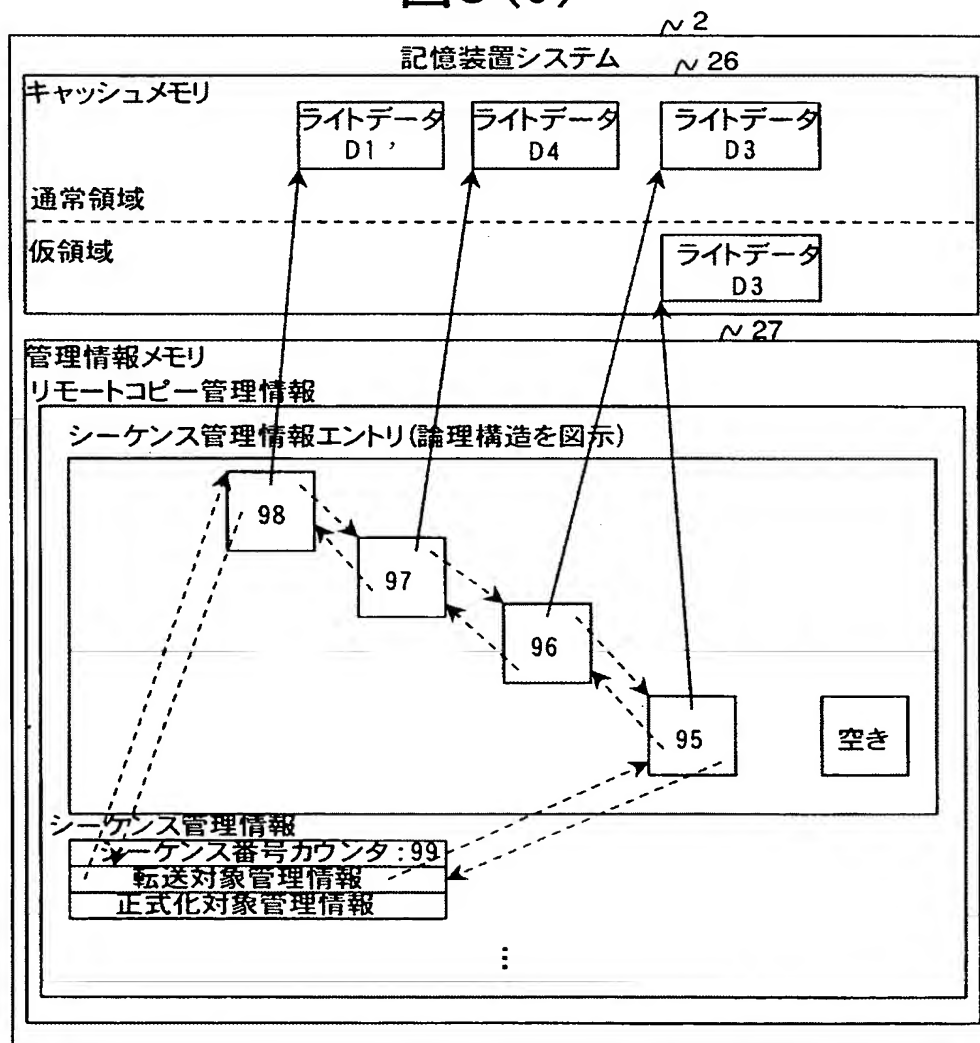 2
記憶装置システム
26
キャッシュメモリ
ライトデータ
D1'
ライトデータ
D4
ライトデータ
D3
通常領域
仮領域
ライトデータ
D3
27
管理情報メモリ
リモートコピー管理情報
シーケンス管理情報エントリ(論理構造を図示)
98
97
96
95
空き
シーケンス管理情報
シーケンス番号カウンタ:99
転送対象管理情報
正式化対象管理情報
⋮